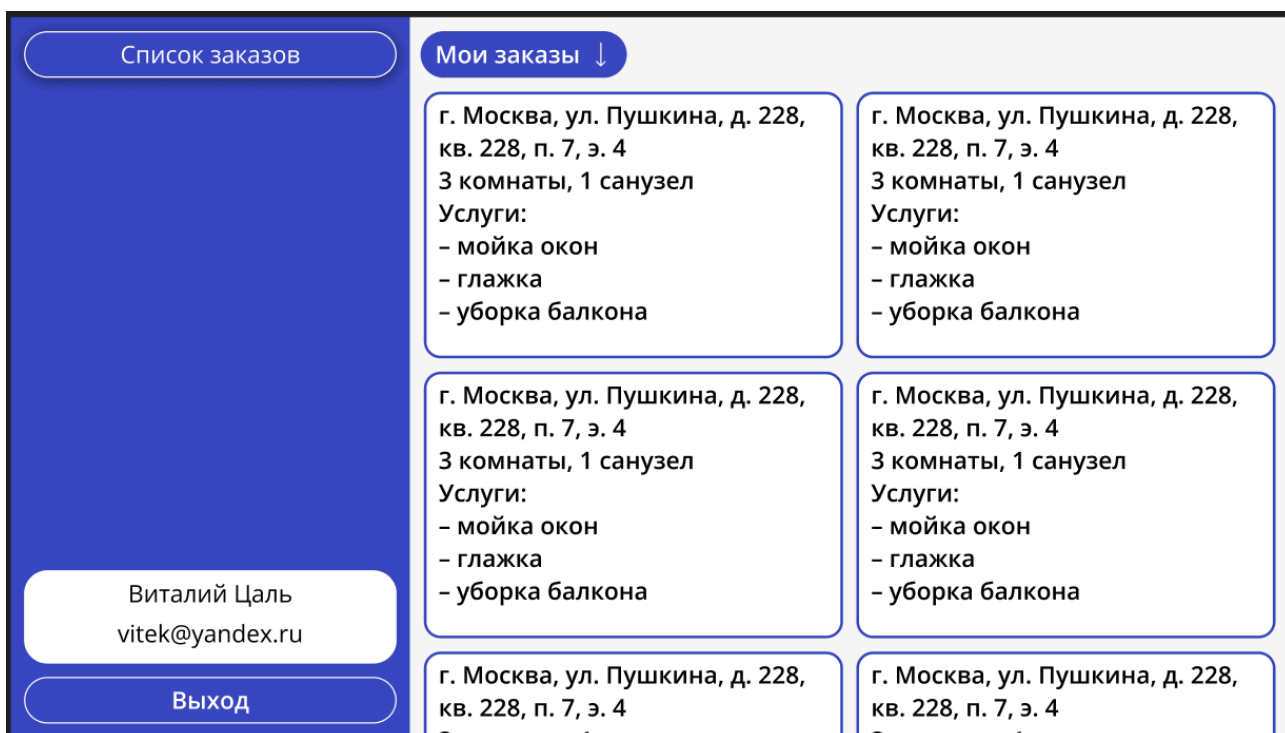 Список заказов
Виталий Цаль
vitek@yandex.ru
Выход
Мои заказы ↓
г. Москва, ул. Пушкина, д. 228,
кв. 228, п. 7, э. 4
3 комнаты, 1 санузел
Услуги:
– мойка окон
– глажка
– уборка балкона
г. Москва, ул. Пушкина, д. 228,
кв. 228, п. 7, э. 4
3 комнаты, 1 санузел
Услуги:
– мойка окон
– глажка
– уборка балкона
г. Москва, ул. Пушкина, д. 228,
кв. 228, п. 7, э. 4
3 комнаты, 1 санузел
Услуги:
– мойка окон
– глажка
– уборка балкона
г. Москва, ул. Пушкина, д. 228,
кв. 228, п. 7, э. 4
3 комнаты, 1 санузел
Услуги:
– мойка окон
– глажка
– уборка балкона
г. Москва, ул. Пушкина, д. 228,
кв. 228, п. 7, э. 4
г. Москва, ул. Пушкина, д. 228,
кв. 228, п. 7, э. 4